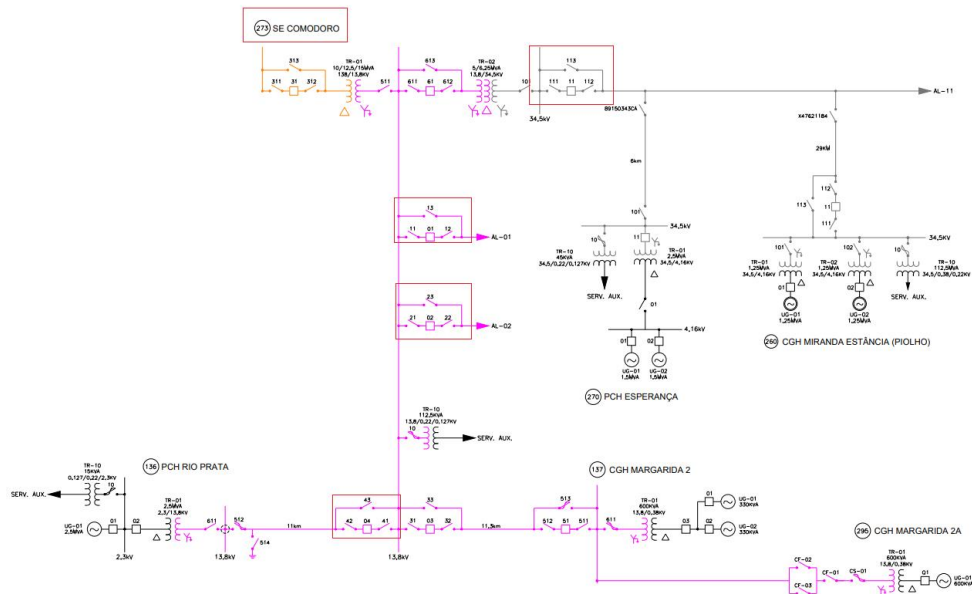 273 SE COMODORO
313
311 31 312
TR-01
10/12,5/15MVA
138/13,8KV
511
613
611 61 612
TR-02
5/6,25MVA
13,8/34,5KV
10
34,5kV
113
111 11 112
AL-11
89150343CA
6km
101
34,5kV
10
TR-10
45KVA
34,5/0,22/0,127KV
SERV. AUX.
11
TR-01
2,5MVA
34,5/4,16KV
01
4,16kV
01 02
UG-01
1,5MVA
UG-02
1,5MVA
270 PCH ESPERANÇA
X47621184
29KM
113
112
11
111
34,5KV
101
TR-01
1,25MVA
34,5/4,16KV
01
UG-01
1,25MVA
102
TR-02
1,25MVA
34,5/4,16KV
02
UG-02
1,25MVA
10
TR-10
112,5KVA
34,5/0,38/0,22KV
SERV. AUX.
260 CGH MIRANDA ESTÂNCIA (PIOLHO)
13
11 01 12
AL-01
23
21 02 22
AL-02
10
TR-10
112,5KVA
13,8/0,22/0,127KV
SERV. AUX.
136 PCH RIO PRATA
TR-10
15KVA
0,127/0,22/2,3KV
SERV. AUX.
10
UG-01
2,5MVA
01 02
2,3kV
TR-01
2,5MVA
2,3/13,8KV
611
13,8kV
512
514
11km
43
42 04 41
13,8kV
33
31 03 32
11,3km
137 CGH MARGARIDA 2
513
512 51 511
611
TR-01
600KVA
13,8/0,38KV
03
01
UG-01
330KVA
02
UG-02
330KVA
295 CGH MARGARIDA 2A
CF-02
CF-03
CF-01
CS-01
TR-01
600KVA
13,8/0,38KV
Q1
UG-01
600KVA